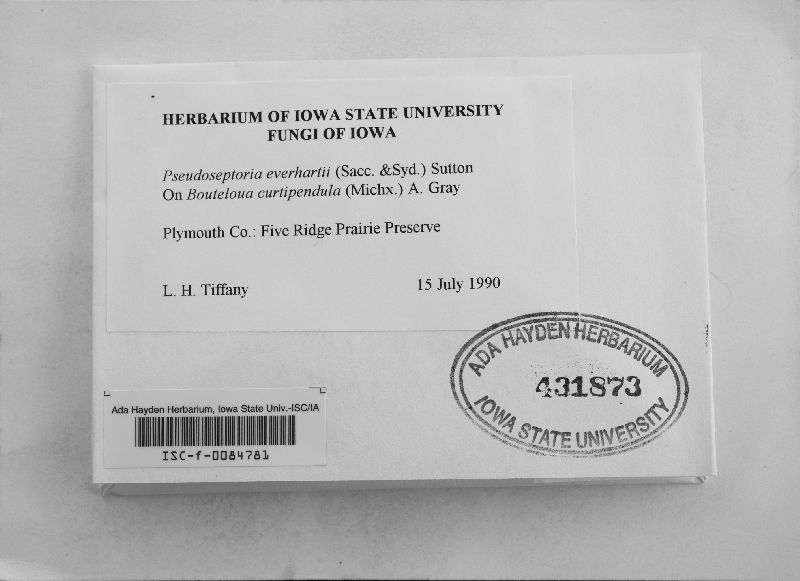 HERBARIUM OF IOWA STATE UNIVERSITY
FUNGI OF IOWA
Pseudoseptoria everhartii (Sacc. &Syd.) Sutton
On Bouteloua curtipendula (Michx.) A. Gray
Plymouth Co.: Five Ridge Prairie Preserve
L. H. Tiffany 15 July 1990
ADA HAYDEN HERBARIUM
431873
IOWA STATE UNIVERSITY
Ada Hayden Herbarium, Iowa State Univ.-ISC/IA
ISC-f-0084781